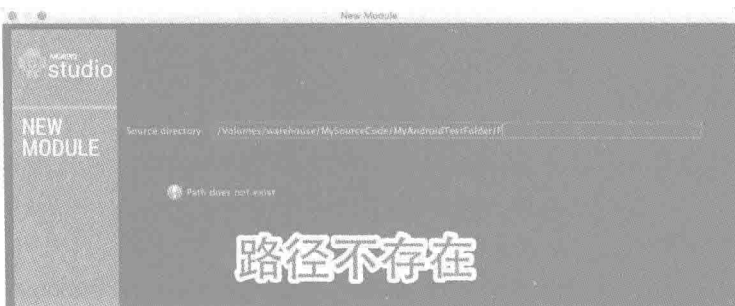 New Module
ANDROID
studio
NEW
MODULE
Source directory: /Volumes/warehouse/MySourceCode/MyAndroidTestFolder/F
Path does not exist
路径不存在